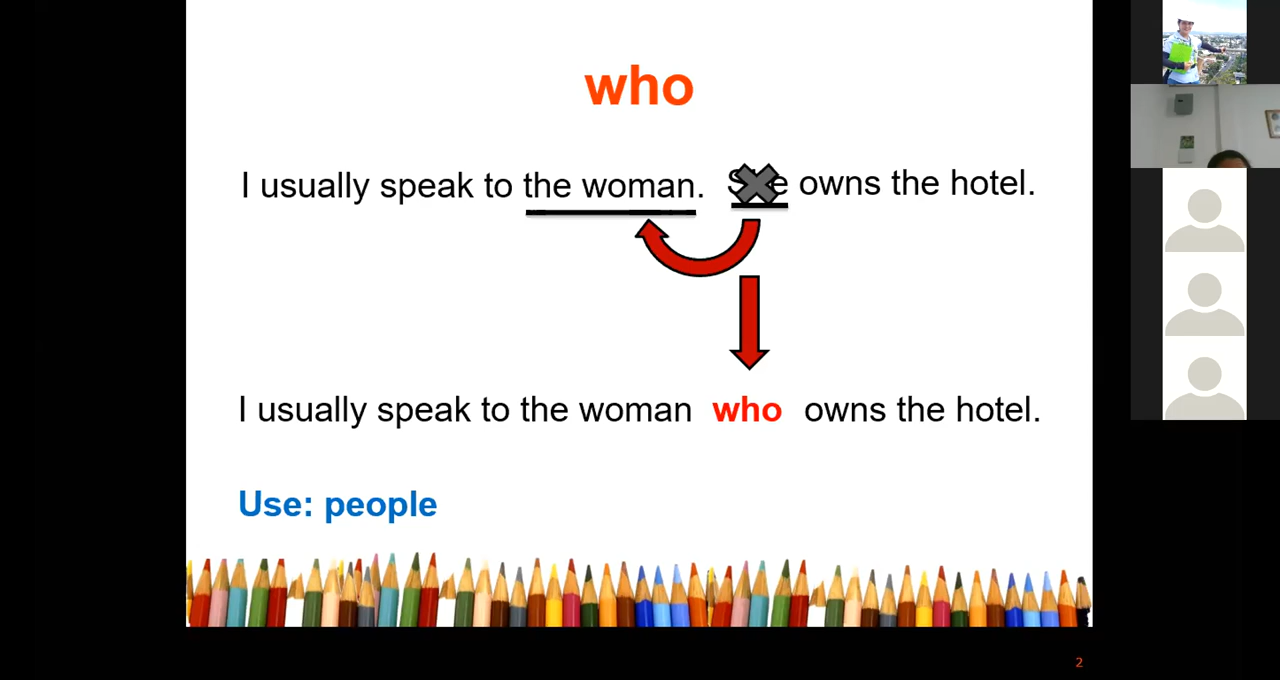 who
I usually speak to the woman. owns the hotel.
I usually speak to the woman who owns the hotel.
Use: people
2